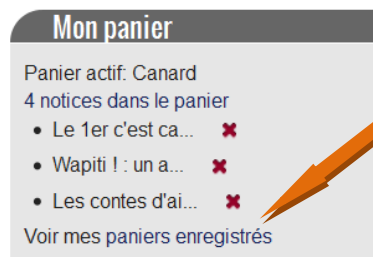 Mon panier
Panier actif: Canard
4 notices dans le panier
Le 1er c'est ca...
Wapiti ! : un a...
Les contes d'ai...
Voir mes paniers enregistrés